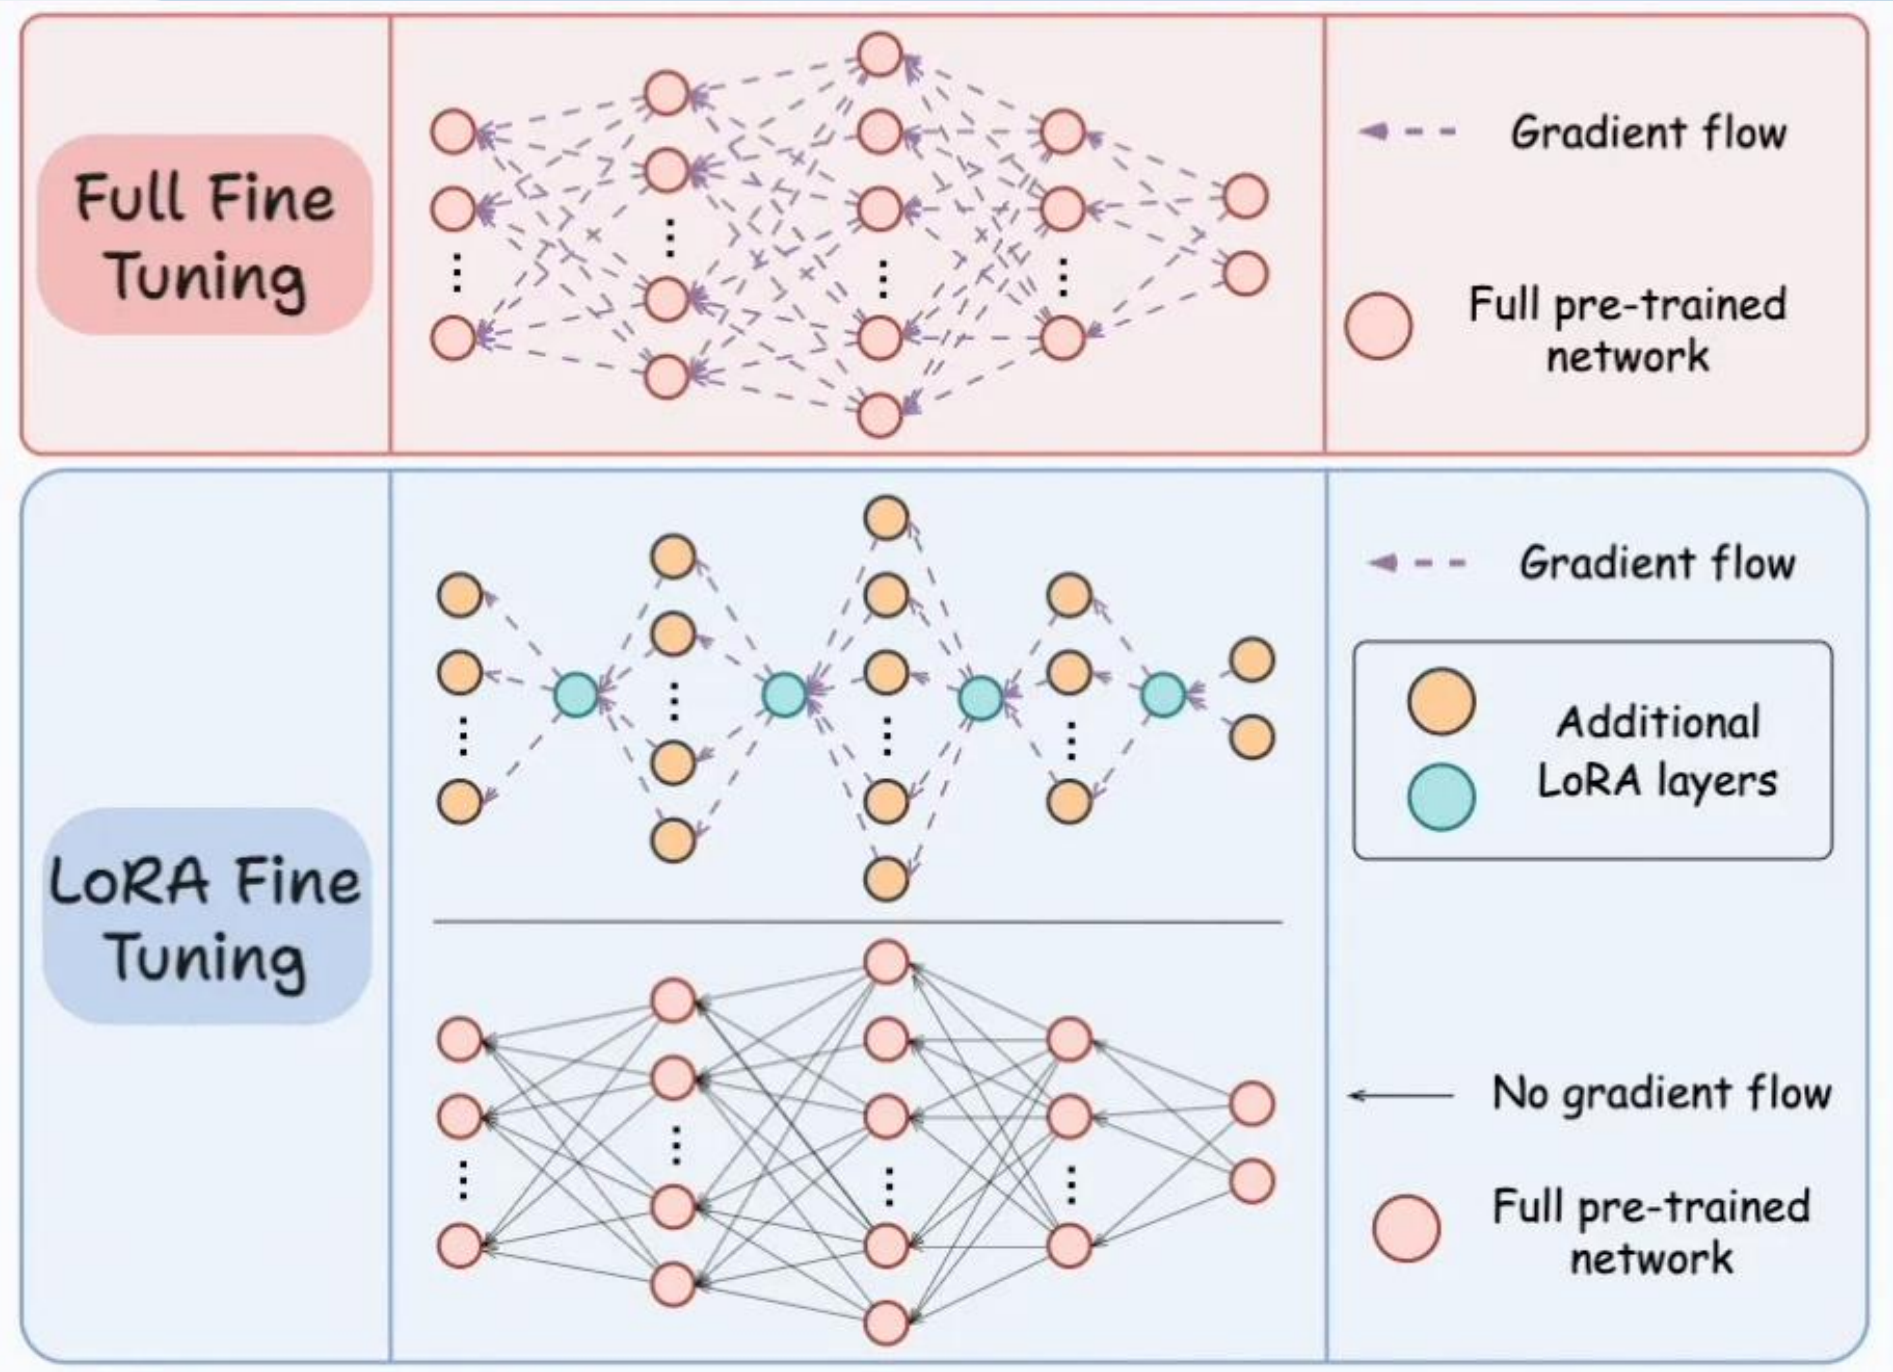 Full Fine
Tuning
Gradient flow
Full pre-trained
network
LoRA Fine
Tuning
Gradient flow
Additional
LoRA layers
No gradient flow
Full pre-trained
network